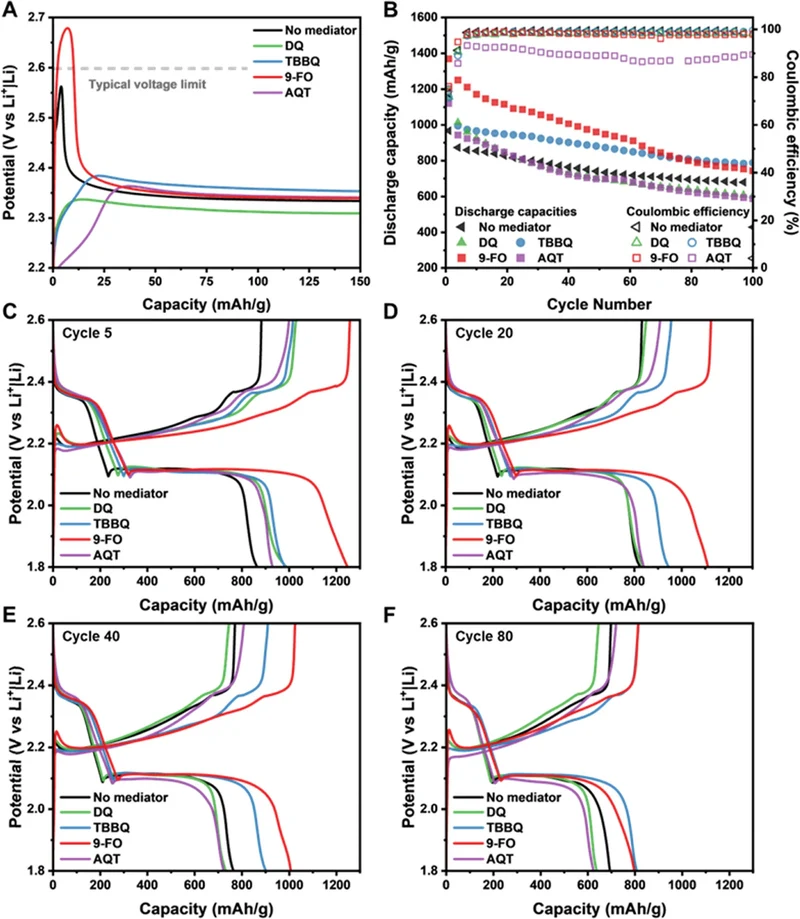 A
2.7
2.6
2.4
2.3
2.2
Potential (V vs Li⁺|Li)
No mediator
DQ
TBBQ
9-FO
AQT
Typical voltage limit
0 25 50 75 100 125 150
Capacity (mAh/g)
B
1600
1400
1200
1000
800
600
400
200
Discharge capacity (mAh/g)
100
80
60
40
20
0
Coulombic efficiency (%)
Discharge capacities Coulombic efficiency
No mediator No mediator
DQ TBBQ DQ TBBQ
9-FO AQT 9-FO AQT
0 20 40 60 80 100
Cycle Number
C
Cycle 5
2.6
2.4
2.2
2.0
1.8
Potential (V vs Li⁺|Li)
No mediator
DQ
TBBQ
9-FO
AQT
0 200 400 600 800 1000 1200
Capacity (mAh/g)
D
Cycle 20
2.6
2.4
2.2
2.0
1.8
Potential (V vs Li⁺|Li)
No mediator
DQ
TBBQ
9-FO
AQT
0 200 400 600 800 1000 1200
Capacity (mAh/g)
E
Cycle 40
2.6
2.4
2.2
2.0
1.8
Potential (V vs Li⁺|Li)
No mediator
DQ
TBBQ
9-FO
AQT
0 200 400 600 800 1000 1200
Capacity (mAh/g)
F
Cycle 80
2.6
2.4
2.2
2.0
1.8
Potential (V vs Li⁺|Li)
No mediator
DQ
TBBQ
9-FO
AQT
0 200 400 600 800 1000 1200
Capacity (mAh/g)